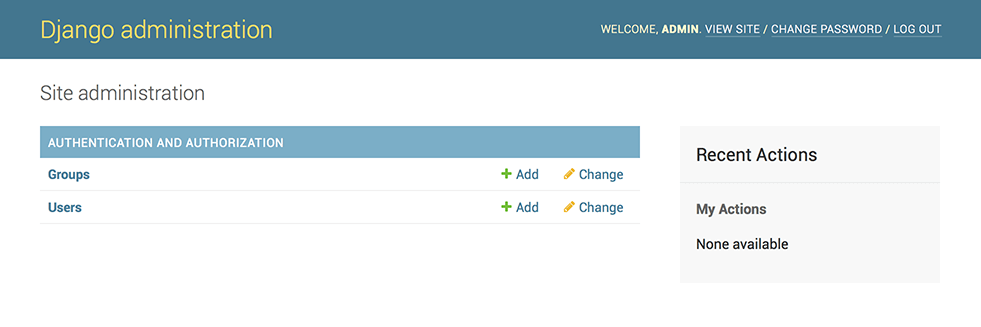 Django administration
WELCOME, ADMIN. VIEW SITE / CHANGE PASSWORD / LOG OUT
Site administration
AUTHENTICATION AND AUTHORIZATION
Groups Add Change
Users Add Change
Recent Actions
My Actions
None available